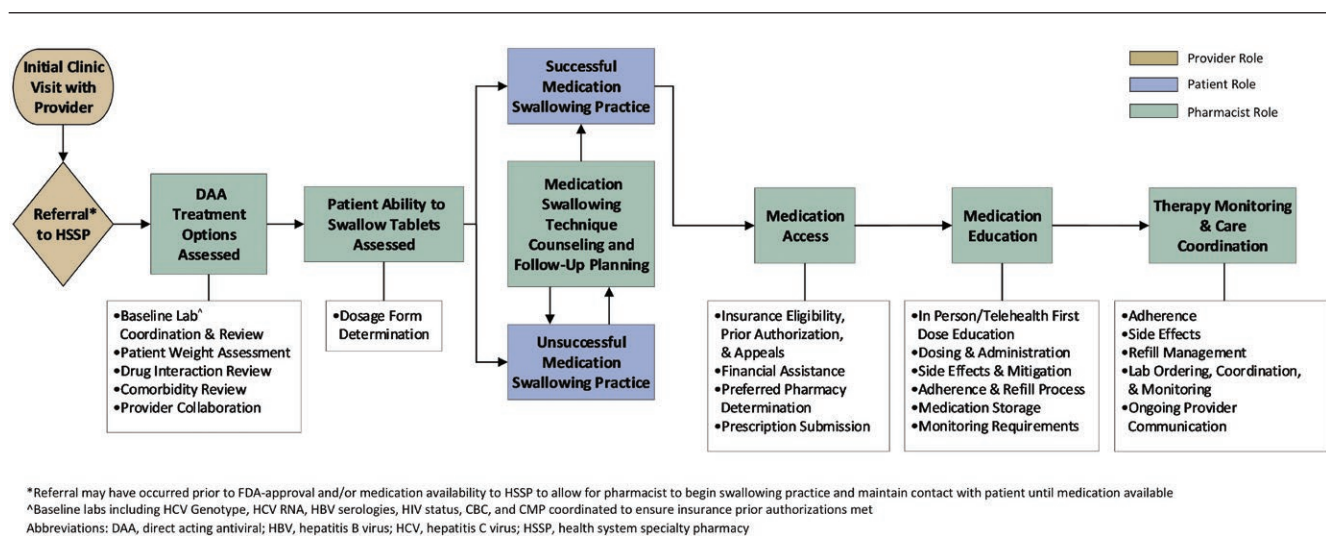 Initial Clinic
Visit with
Provider
Referral*
to HSSP
DAA
Treatment
Options
Assessed
•Baseline Lab^
Coordination & Review
•Patient Weight Assessment
•Drug Interaction Review
•Comorbidity Review
•Provider Collaboration
Patient Ability to
Swallow Tablets
Assessed
•Dosage Form
Determination
Successful
Medication
Swallowing Practice
Medication
Swallowing
Technique
Counseling and
Follow-Up Planning
Unsuccessful
Medication
Swallowing Practice
Medication
Access
•Insurance Eligibility,
Prior Authorization,
& Appeals
•Financial Assistance
•Preferred Pharmacy
Determination
•Prescription Submission
Medication
Education
•In Person/Telehealth First
Dose Education
•Dosing & Administration
•Side Effects & Mitigation
•Adherence & Refill Process
•Medication Storage
•Monitoring Requirements
Therapy Monitoring
& Care
Coordination
•Adherence
•Side Effects
•Refill Management
•Lab Ordering, Coordination,
& Monitoring
•Ongoing Provider
Communication
Provider Role
Patient Role
Pharmacist Role
*Referral may have occurred prior to FDA-approval and/or medication availability to HSSP to allow for pharmacist to begin swallowing practice and maintain contact with patient until medication available
^Baseline labs including HCV Genotype, HCV RNA, HBV serologies, HIV status, CBC, and CMP coordinated to ensure insurance prior authorizations met
Abbreviations: DAA, direct acting antiviral; HBV, hepatitis B virus; HCV, hepatitis C virus; HSSP, health system specialty pharmacy